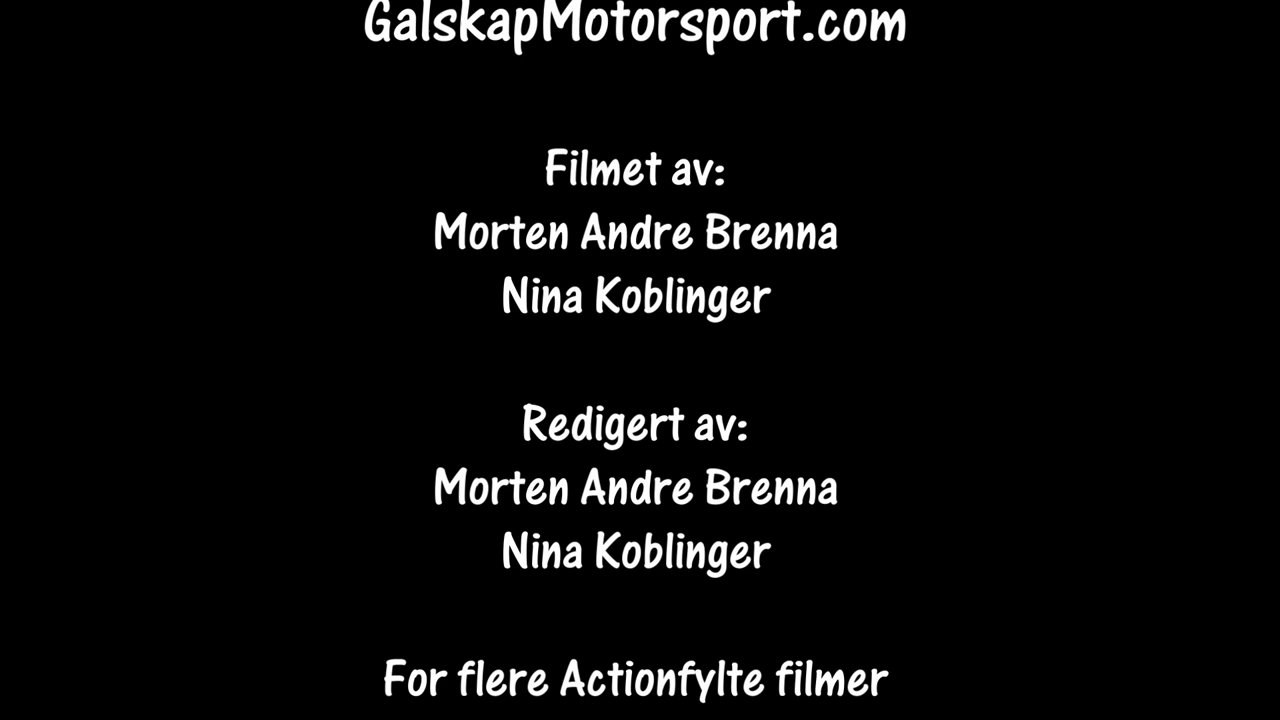 GalskapMotorsport.com
Filmet av:
Morten Andre Brenna
Nina Koblinger
Redigert av:
Morten Andre Brenna
Nina Koblinger
For flere Actionfylte filmer